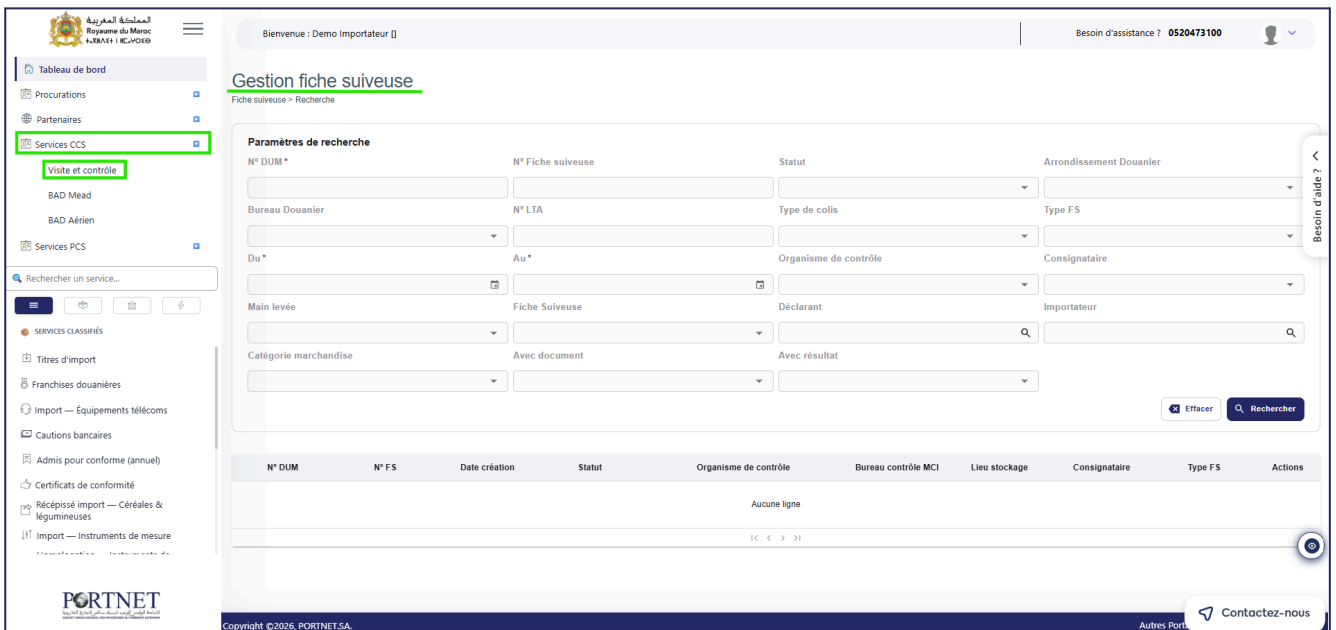 المملكة المغربية
Royaume du Maroc
Bienvenue : Demo Importateur []
Besoin d'assistance ? 0520473100
Tableau de bord
Procurations
Partenaires
Services CCS
Visite et contrôle
BAD Mead
BAD Aérien
Services PCS
Rechercher un service...
SERVICES CLASSIFIÉS
Titres d'import
Franchises douanières
Import — Équipements télécoms
Cautions bancaires
Admis pour conforme (annuel)
Certificats de conformité
Récépissé import — Céréales &
légumineuses
Import — Instruments de mesure
PORTNET
Gestion fiche suiveuse
Fiche suiveuse > Recherche
Paramètres de recherche
N° DUM * N° Fiche suiveuse Statut Arrondissement Douanier
Bureau Douanier N° LTA Type de colis Type FS
Du * Au * Organisme de contrôle Consignataire
Main levée Fiche Suiveuse Déclarant Importateur
Catégorie marchandise Avec document Avec résultat
Effacer Rechercher
N° DUM N° FS Date création Statut Organisme de contrôle Bureau contrôle MCI Lieu stockage Consignataire Type FS Actions
Aucune ligne
Besoin d'aide ?
Contactez-nous
Copyright ©2026, PORTNET.SA.
Autres Port